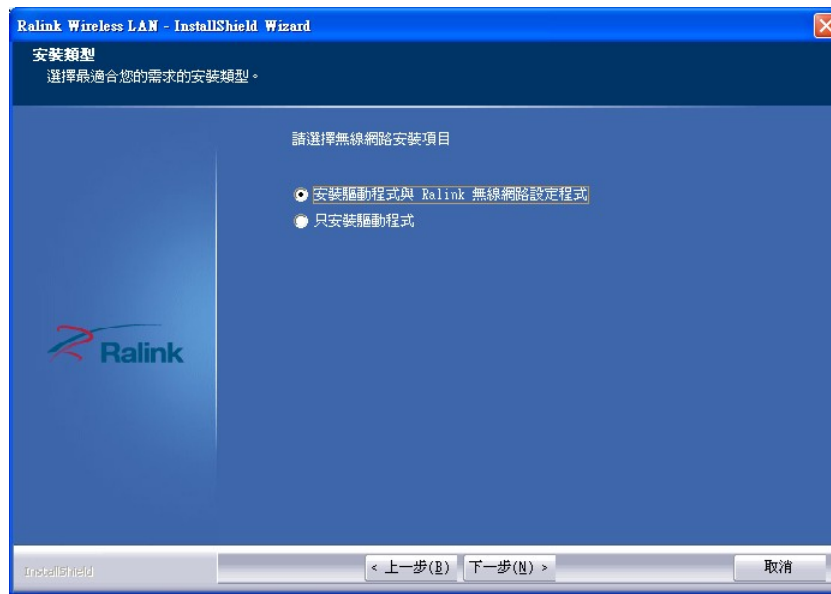 Ralink Wireless LAN - InstallShield Wizard
安裝類型
選擇最適合您的需求的安裝類型。
請選擇無線網路安裝項目
安裝驅動程式與 Ralink 無線網路設定程式
只安裝驅動程式
Ralink
InstallShield
< 上一步(B) 下一步(N) > 取消